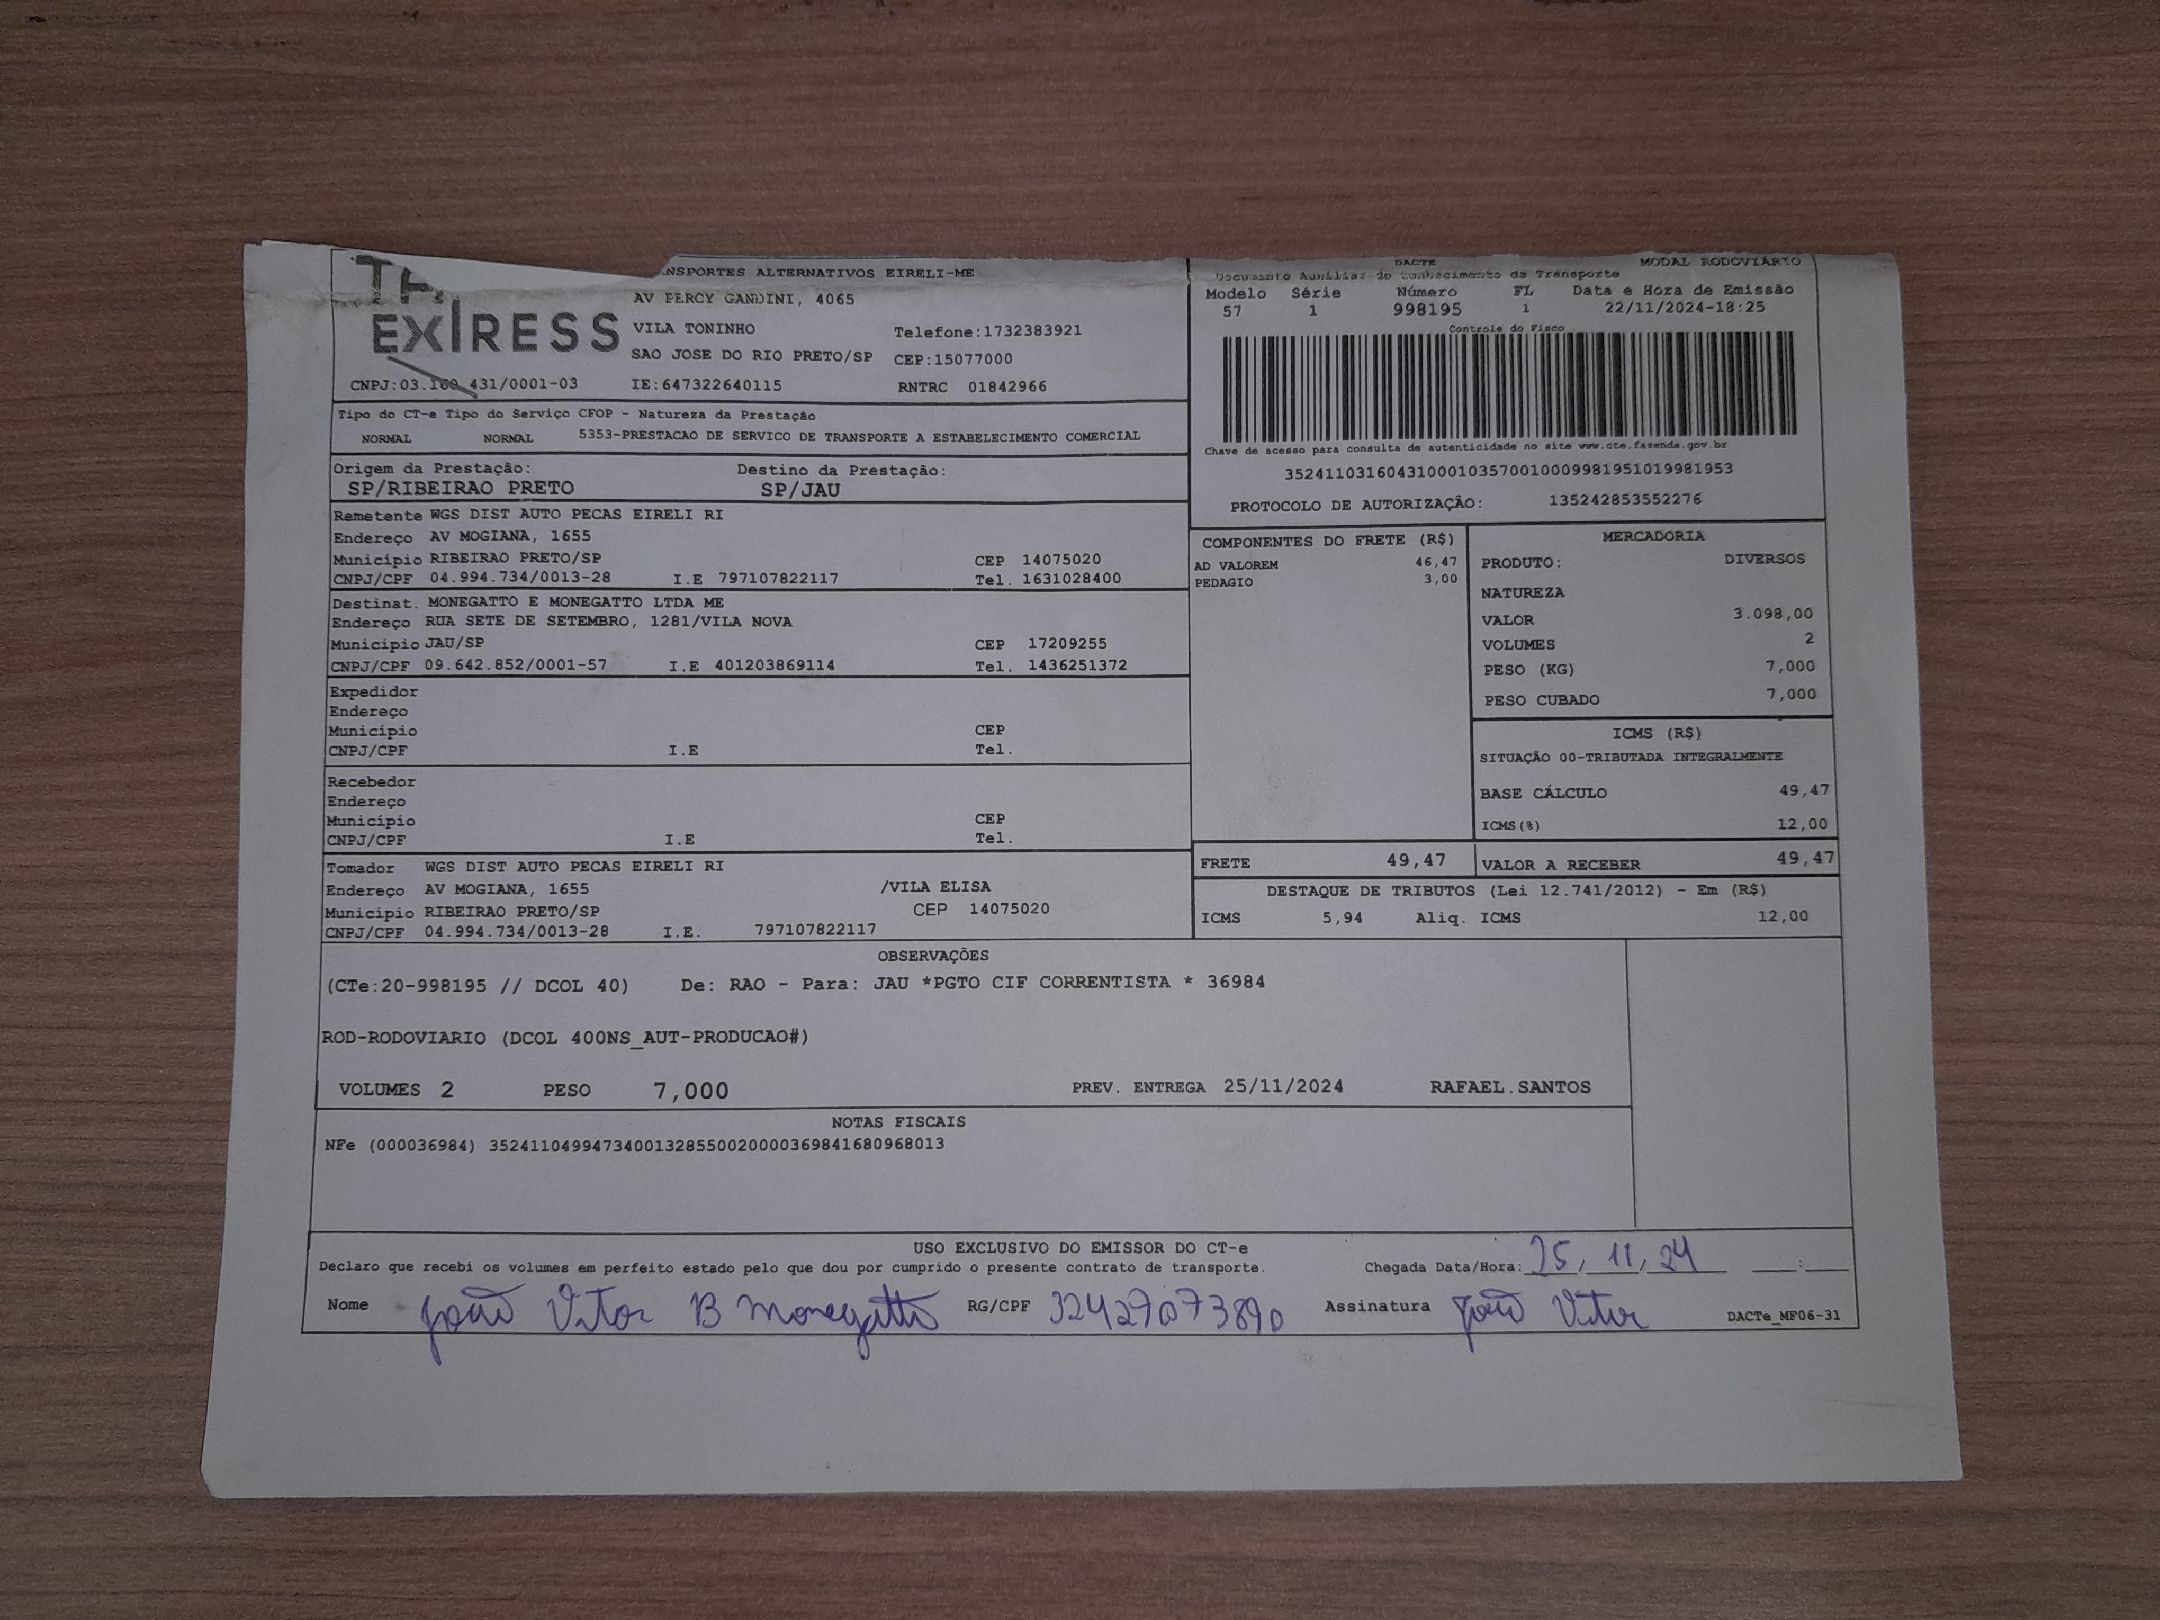 EXPRESS
NSPORTES ALTERNATIVOS EIRELI-ME
AV PERCY GANDINI, 4065
VILA TONINHO Telefone:1732383921
SAO JOSE DO RIO PRETO/SP CEP:15077000
CNPJ:03.160.431/0001-03 IE:647322640115 RNTRC 01842966
DACTE MODAL RODOVIÁRIO
Documento Auxiliar do Conhecimento de Transporte
Modelo Série Número FL Data e Hora de Emissão
57 1 998195 1 22/11/2024-18:25
Controle do Fisco
Chave de acesso para consulta de autenticidade no site www.cte.fazenda.gov.br
35241103160431000103570010009981951019981953
PROTOCOLO DE AUTORIZAÇÃO: 135242853552276
Tipo do CT-e Tipo do Serviço CFOP - Natureza da Prestação
NORMAL NORMAL 5353-PRESTACAO DE SERVICO DE TRANSPORTE A ESTABELECIMENTO COMERCIAL
Origem da Prestação: Destino da Prestação:
SP/RIBEIRAO PRETO SP/JAU
Remetente WGS DIST AUTO PECAS EIRELI RI
Endereço AV MOGIANA, 1655
Município RIBEIRAO PRETO/SP CEP 14075020
CNPJ/CPF 04.994.734/0013-28 I.E 797107822117 Tel. 1631028400
Destinat. MONEGATTO E MONEGATTO LTDA ME
Endereço RUA SETE DE SETEMBRO, 1281/VILA NOVA
Município JAU/SP CEP 17209255
CNPJ/CPF 09.642.852/0001-57 I.E 401203869114 Tel. 1436251372
Expedidor
Endereço
Município CEP
CNPJ/CPF I.E Tel.
Recebedor
Endereço
Município CEP
CNPJ/CPF I.E Tel.
Tomador WGS DIST AUTO PECAS EIRELI RI
Endereço AV MOGIANA, 1655 /VILA ELISA
Município RIBEIRAO PRETO/SP CEP 14075020
CNPJ/CPF 04.994.734/0013-28 I.E. 797107822117
COMPONENTES DO FRETE (R$)
AD VALOREM 46,47
PEDAGIO 3,00
MERCADORIA
PRODUTO: DIVERSOS
NATUREZA
VALOR 3.098,00
VOLUMES 2
PESO (KG) 7,000
PESO CUBADO 7,000
ICMS (R$)
SITUAÇÃO 00-TRIBUTADA INTEGRALMENTE
BASE CÁLCULO 49,47
ICMS(%) 12,00
FRETE 49,47 VALOR A RECEBER 49,47
DESTAQUE DE TRIBUTOS (Lei 12.741/2012) - Em (R$)
ICMS 5,94 Aliq. ICMS 12,00
OBSERVAÇÕES
(CTe:20-998195 // DCOL 40) De: RAO - Para: JAU *PGTO CIF CORRENTISTA * 36984
ROD-RODOVIARIO (DCOL 400NS_AUT-PRODUCAO#)
VOLUMES 2 PESO 7,000 PREV. ENTREGA 25/11/2024 RAFAEL.SANTOS
NOTAS FISCAIS
NFe (000036984) 35241104994734001328550020000369841680968013
USO EXCLUSIVO DO EMISSOR DO CT-e
Declaro que recebi os volumes em perfeito estado pelo que dou por cumprido o presente contrato de transporte. Chegada Data/Hora: 25, 11, 24 :
Nome João Vitor B Monegatto RG/CPF 32427073890 Assinatura João Vitor DACTe_MF06-31